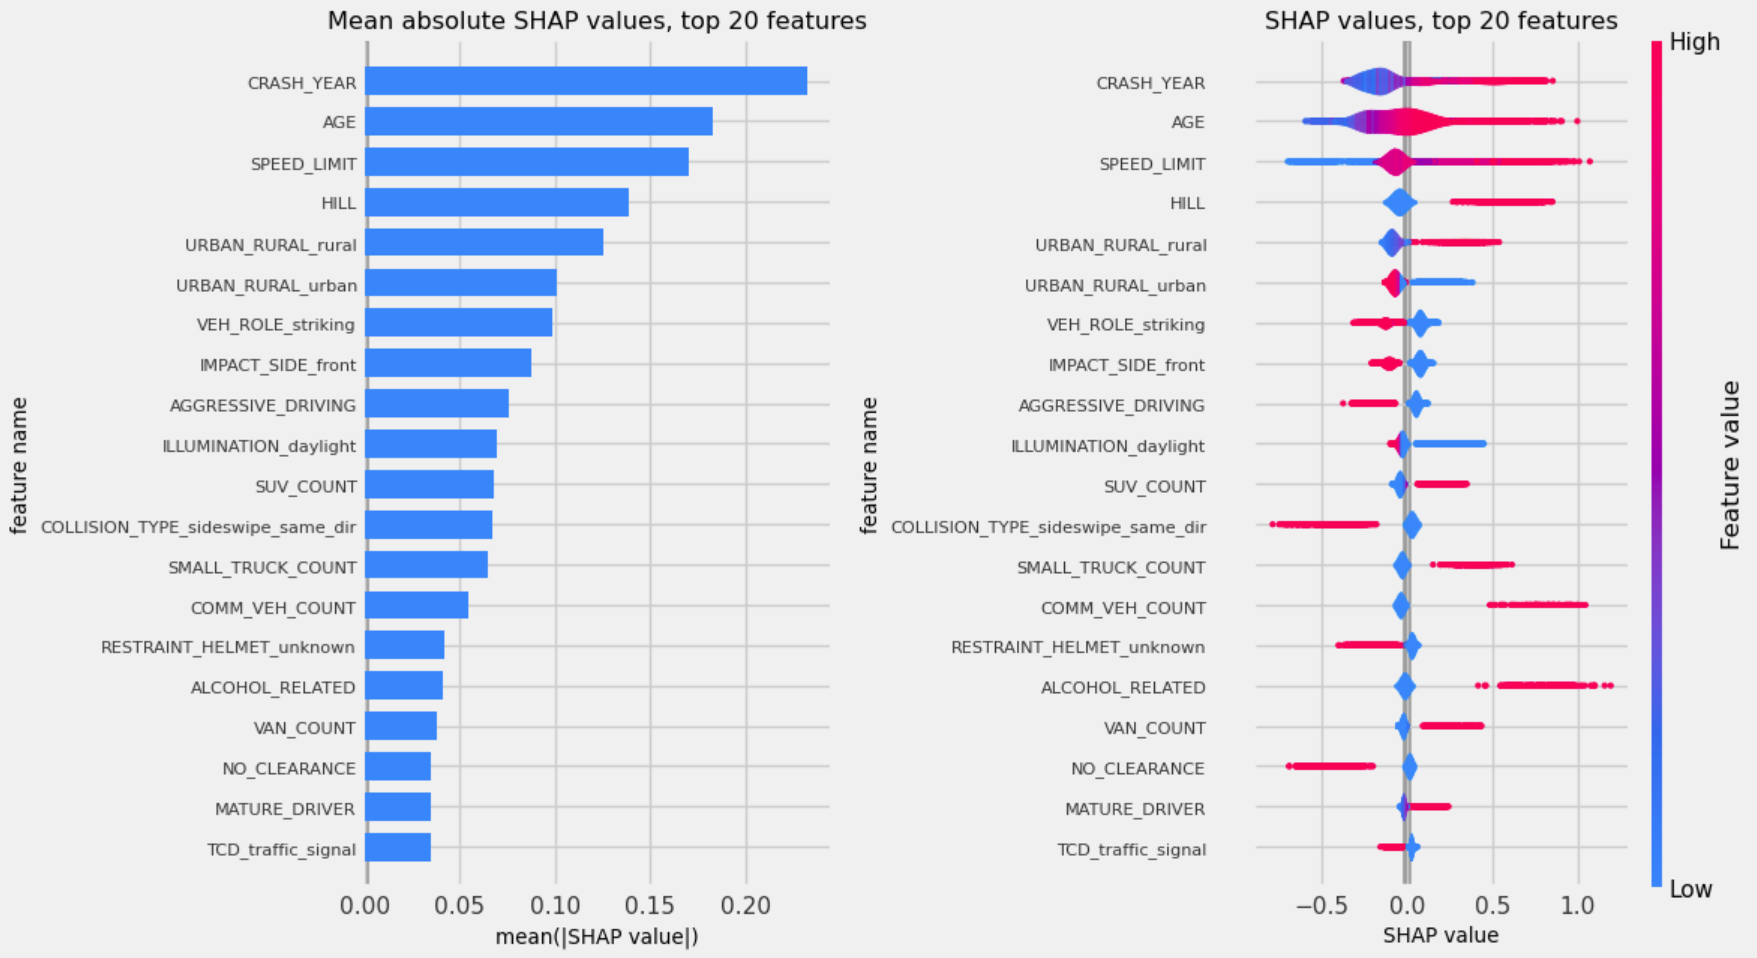 Mean absolute SHAP values, top 20 features
feature name
CRASH_YEAR
AGE
SPEED_LIMIT
HILL
URBAN_RURAL_rural
URBAN_RURAL_urban
VEH_ROLE_striking
IMPACT_SIDE_front
AGGRESSIVE_DRIVING
ILLUMINATION_daylight
SUV_COUNT
COLLISION_TYPE_sideswipe_same_dir
SMALL_TRUCK_COUNT
COMM_VEH_COUNT
RESTRAINT_HELMET_unknown
ALCOHOL_RELATED
VAN_COUNT
NO_CLEARANCE
MATURE_DRIVER
TCD_traffic_signal
0.00 0.05 0.10 0.15 0.20
mean(|SHAP value|)
SHAP values, top 20 features
feature name
CRASH_YEAR
AGE
SPEED_LIMIT
HILL
URBAN_RURAL_rural
URBAN_RURAL_urban
VEH_ROLE_striking
IMPACT_SIDE_front
AGGRESSIVE_DRIVING
ILLUMINATION_daylight
SUV_COUNT
COLLISION_TYPE_sideswipe_same_dir
SMALL_TRUCK_COUNT
COMM_VEH_COUNT
RESTRAINT_HELMET_unknown
ALCOHOL_RELATED
VAN_COUNT
NO_CLEARANCE
MATURE_DRIVER
TCD_traffic_signal
−0.5 0.0 0.5 1.0
SHAP value
High
Feature value
Low